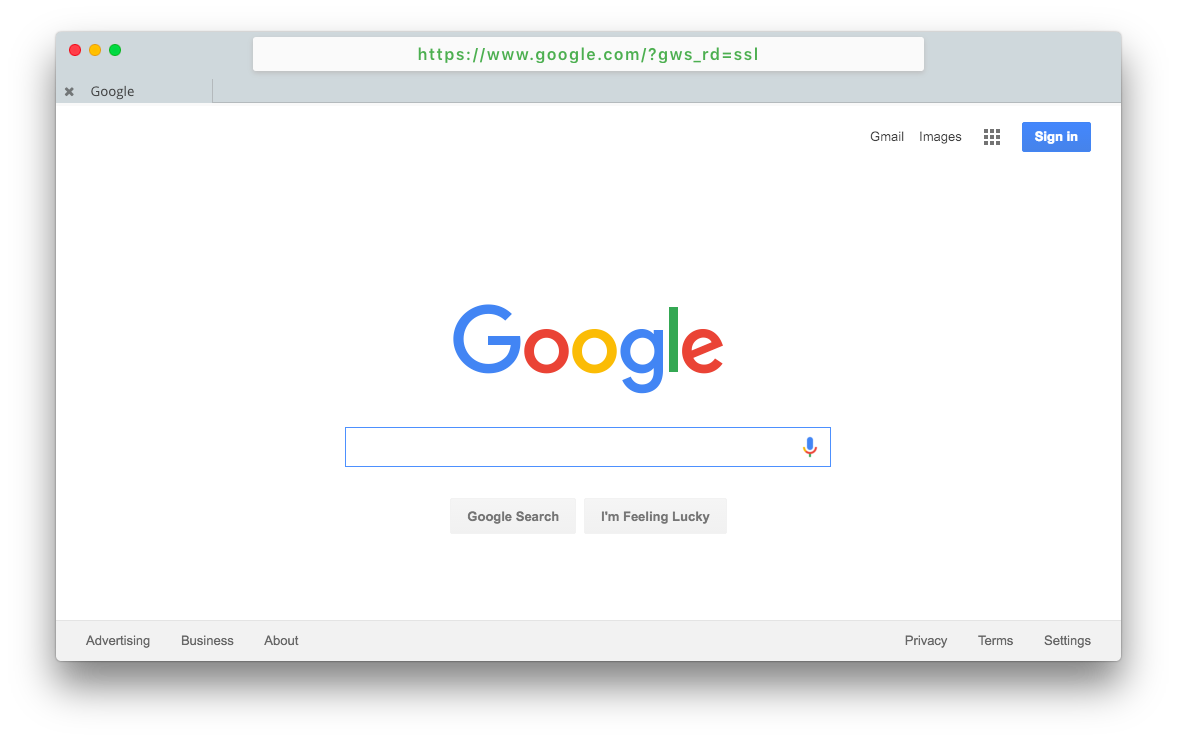 https://www.google.com/?gws_rd=ssl
Google
Gmail Images Sign in
Google
Google Search I'm Feeling Lucky
Advertising Business About Privacy Terms Settings